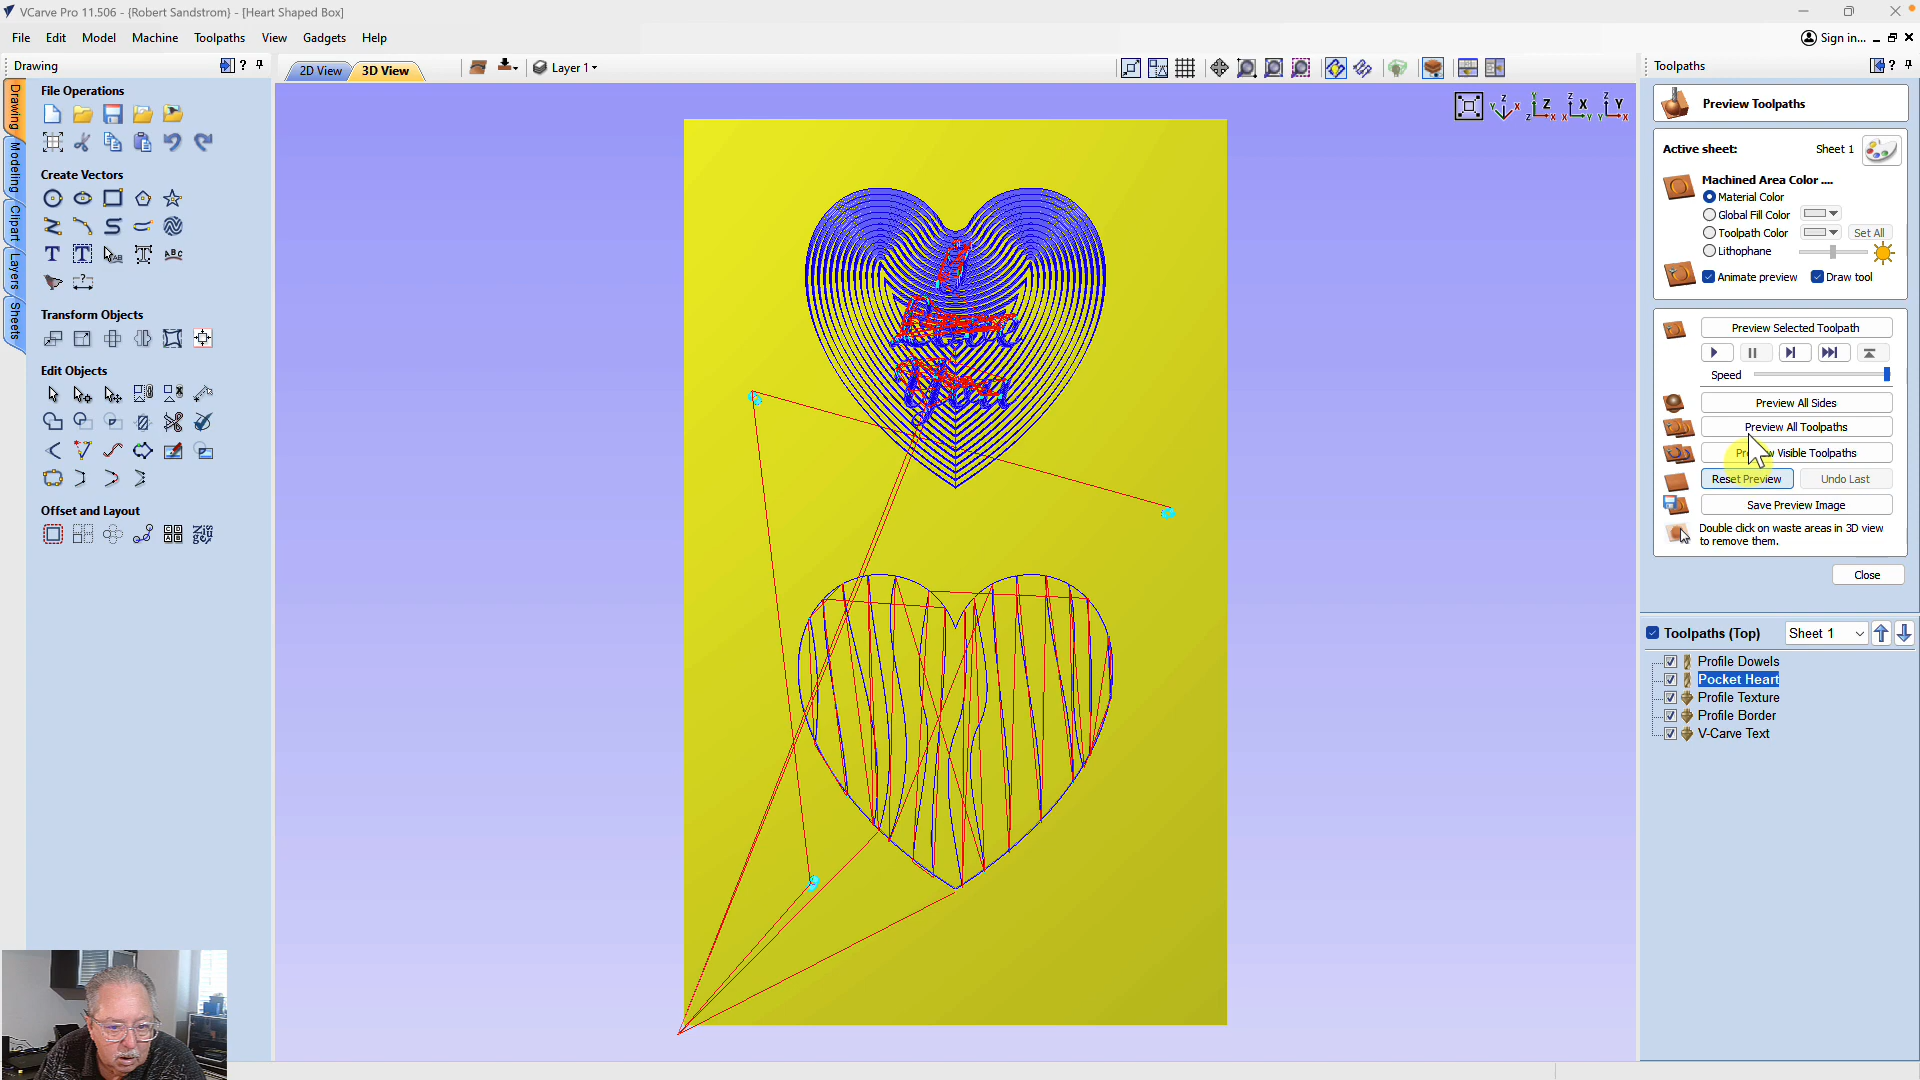 VCarve Pro 11.506 - {Robert Sandstrom} - [Heart Shaped Box]
File Edit Model Machine Toolpaths View Gadgets Help
Sign in...
Drawing
2D View
3D View
Layer 1
Toolpaths
Drawing
Modeling
Clipart
Layers
Sheets
File Operations
Create Vectors
Transform Objects
Edit Objects
Offset and Layout
I
Love
You
Preview Toolpaths
Active sheet: Sheet 1
Machined Area Color ....
Material Color
Global Fill Color
Toolpath Color Set All
Lithophane
Animate preview Draw tool
Preview Selected Toolpath
Speed
Preview All Sides
Preview All Toolpaths
Visible Toolpaths
Reset Preview Undo Last
Save Preview Image
Double click on waste areas in 3D view
to remove them.
Close
Toolpaths (Top) Sheet 1
Profile Dowels
Pocket Heart
Profile Texture
Profile Border
V-Carve Text